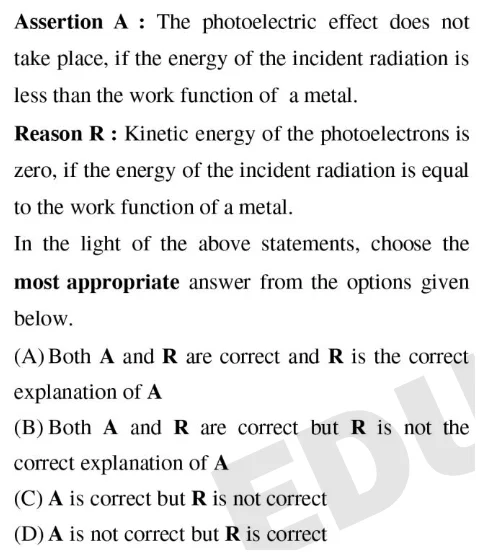 Assertion A : The photoelectric effect does not
take place, if the energy of the incident radiation is
less than the work function of a metal.
Reason R : Kinetic energy of the photoelectrons is
zero, if the energy of the incident radiation is equal
to the work function of a metal.
In the light of the above statements, choose the
most appropriate answer from the options given
below.
(A) Both A and R are correct and R is the correct
explanation of A
(B) Both A and R are correct but R is not the
correct explanation of A
(C) A is correct but R is not correct
(D) A is not correct but R is correct
EDU